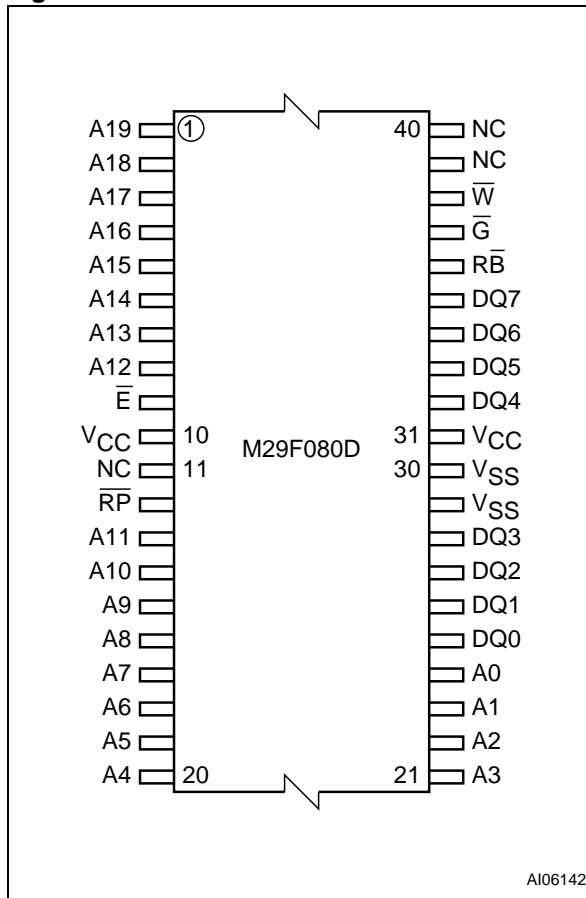 A19 1 40 NC
A18 NC
A17 W̅
A16 G̅
A15 RB̅
A14 DQ7
A13 DQ6
A12 DQ5
E̅ DQ4
VCC 10 31 VCC
M29F080D
NC 11 30 VSS
R̅P̅ VSS
A11 DQ3
A10 DQ2
A9 DQ1
A8 DQ0
A7 A0
A6 A1
A5 A2
A4 20 21 A3
AI06142